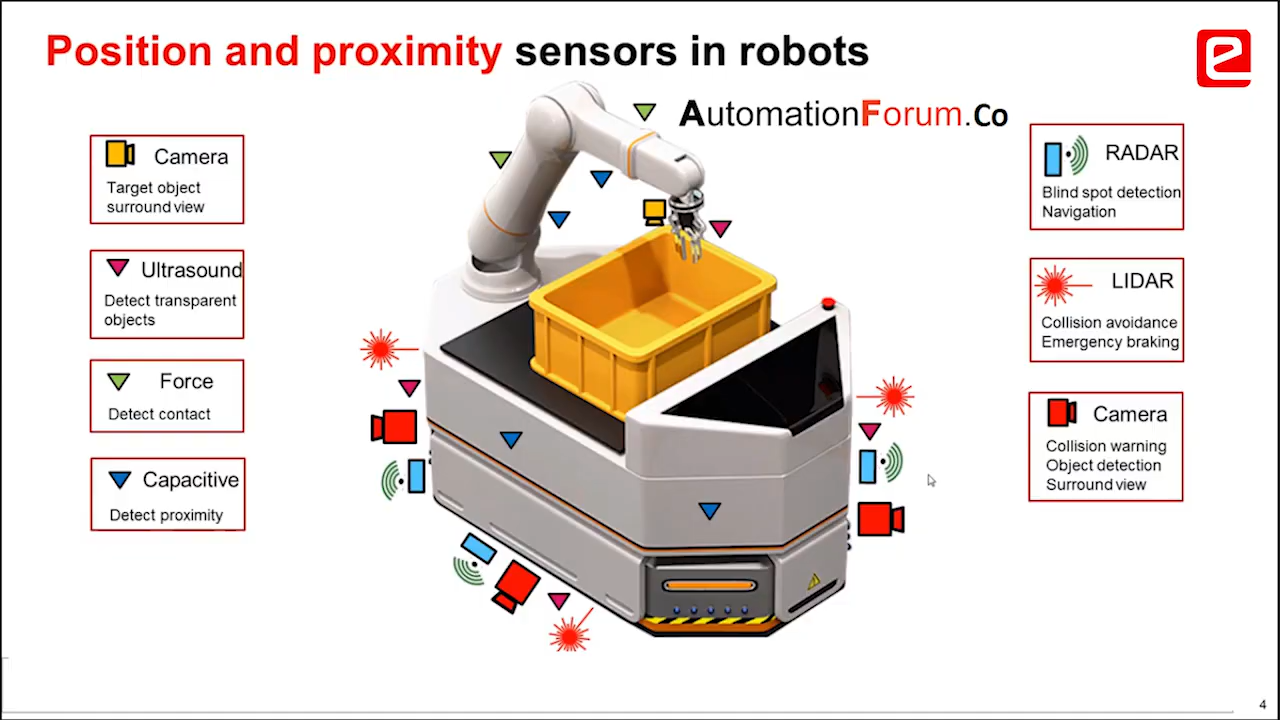 Position and proximity sensors in robots
AutomationForum.Co
Camera
Target object
surround view
Ultrasound
Detect transparent
objects
Force
Detect contact
Capacitive
Detect proximity
RADAR
Blind spot detection
Navigation
LIDAR
Collision avoidance
Emergency braking
Camera
Collision warning
Object detection
Surround view
4